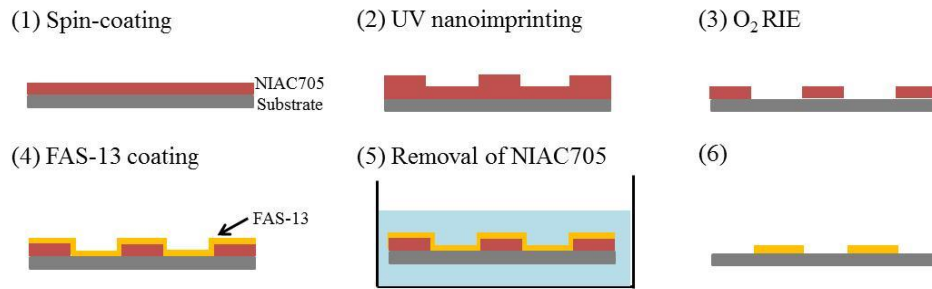 (1) Spin-coating
(2) UV nanoimprinting
(3) O₂ RIE
NIAC705
Substrate
(4) FAS-13 coating
(5) Removal of NIAC705
(6)
FAS-13